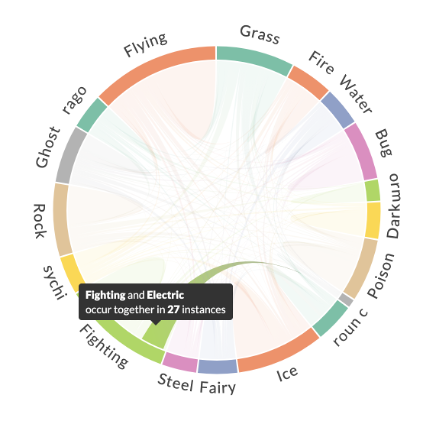 Grass
Fire
Water
Bug
orm
Dark
Poison
roun
c
Ice
Fairy
Steel
Fighting
sychi
Rock
Ghost
rago
Flying
Fighting and Electric
occur together in 27 instances